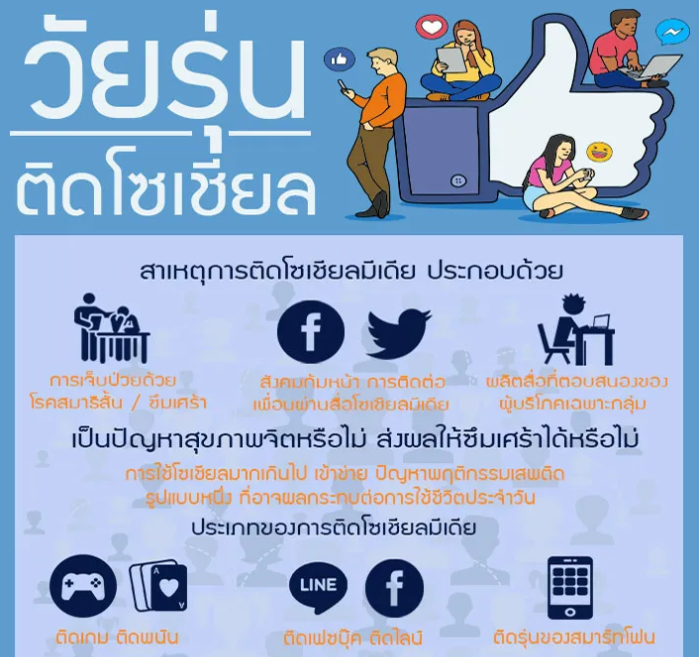 วัยรุ่น
ติดโซเชียล
สาเหตุการติดโซเชียลมีเดีย ประกอบด้วย
การเจ็บป่วยด้วย
โรคสมาธิสั้น / ซึมเศร้า
สังคมก้มหน้า การติดต่อ
เพื่อนผ่านสื่อโซเชียลมีเดีย
ผลิตสื่อที่ตอบสนองของ
ผู้บริโภคเฉพาะกลุ่ม
เป็นปัญหาสุขภาพจิตหรือไม่ ส่งผลให้ซึมเศร้าได้หรือไม่
การใช้โซเชียลมากเกินไป เข้าข่าย ปัญหาพฤติกรรมเสพติด
รูปแบบหนึ่ง ที่อาจผลกระทบต่อการใช้ชีวิตประจำวัน
ประเภทของการติดโซเชียลมีเดีย
A
A
LINE
ติดเกม ติดพนัน
ติดเฟซบุ๊ค ติดไลน์
ติดรุ่นของสมาร์ทโฟน